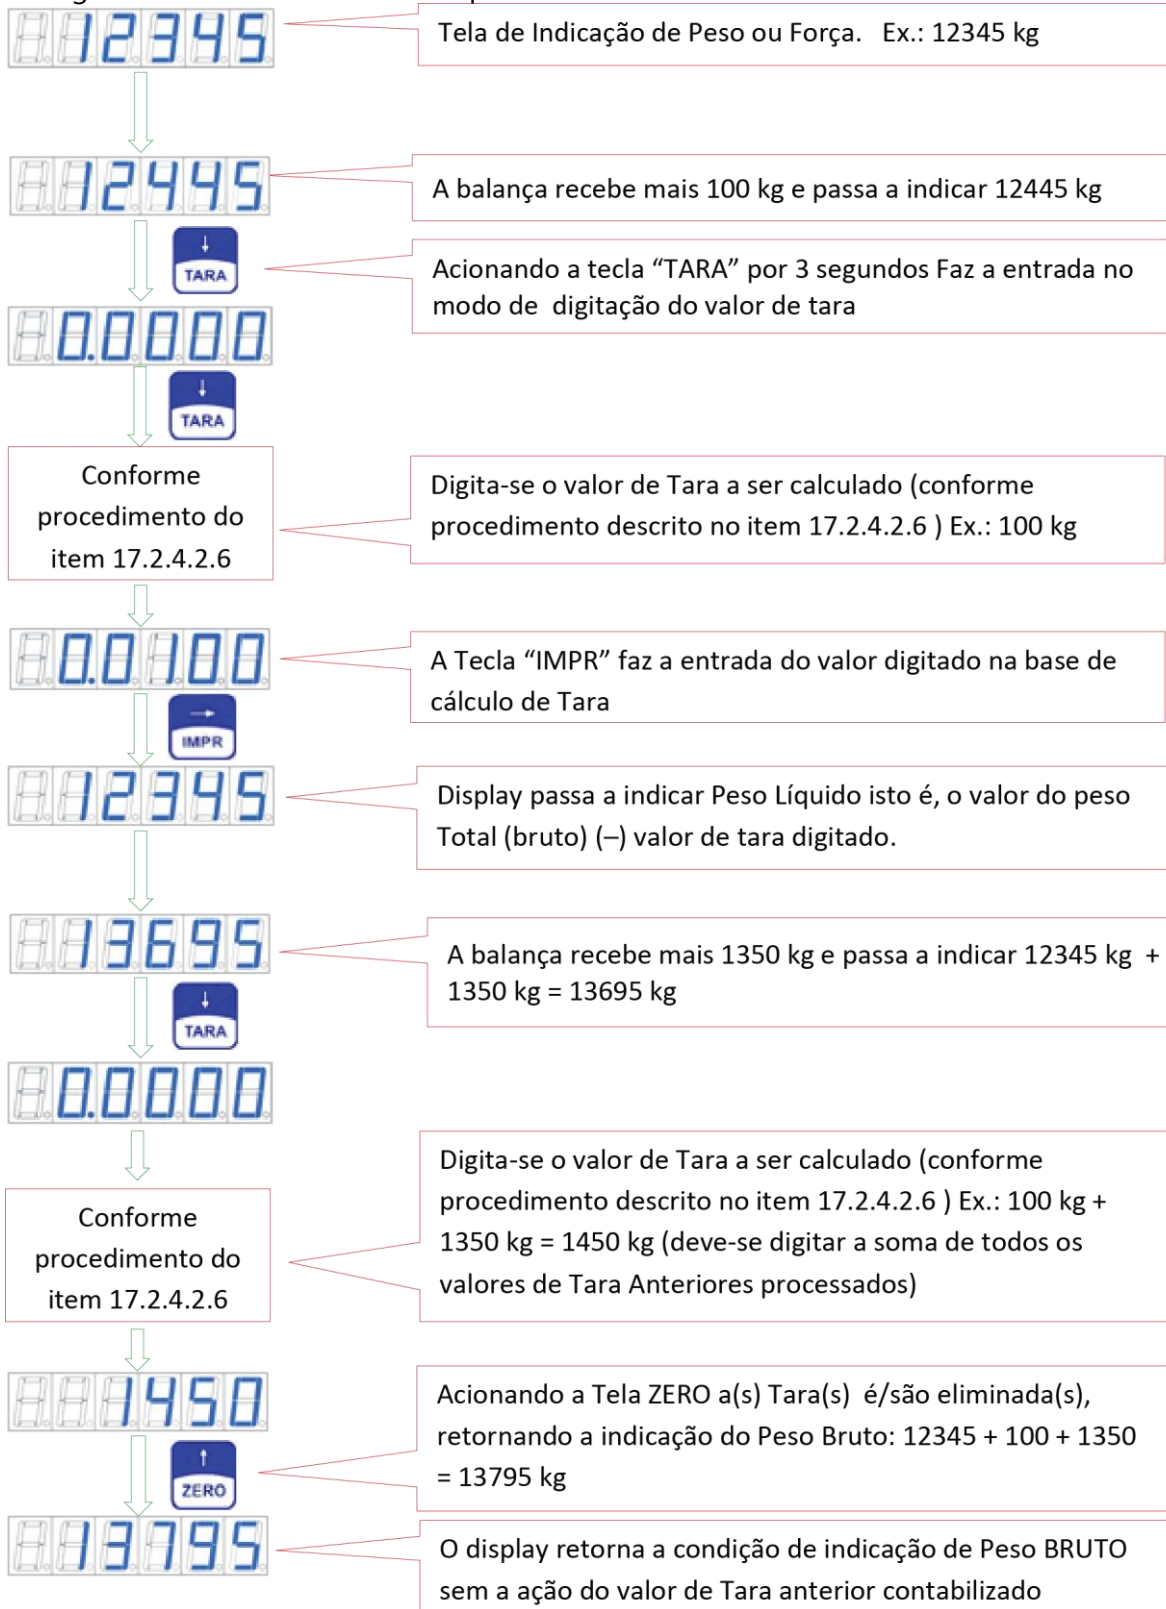 12345
Tela de Indicação de Peso ou Força. Ex.: 12345 kg
12445
A balança recebe mais 100 kg e passa a indicar 12445 kg
TARA
Acionando a tecla “TARA” por 3 segundos Faz a entrada no
modo de digitação do valor de tara
0.0000
TARA
Conforme
procedimento do
item 17.2.4.2.6
Digita-se o valor de Tara a ser calculado (conforme
procedimento descrito no item 17.2.4.2.6 ) Ex.: 100 kg
0.0100
A Tecla “IMPR” faz a entrada do valor digitado na base de
cálculo de Tara
IMPR
12345
Display passa a indicar Peso Líquido isto é, o valor do peso
Total (bruto) (–) valor de tara digitado.
13695
A balança recebe mais 1350 kg e passa a indicar 12345 kg +
1350 kg = 13695 kg
TARA
0.0000
Conforme
procedimento do
item 17.2.4.2.6
Digita-se o valor de Tara a ser calculado (conforme
procedimento descrito no item 17.2.4.2.6 ) Ex.: 100 kg +
1350 kg = 1450 kg (deve-se digitar a soma de todos os
valores de Tara Anteriores processados)
1450
Acionando a Tela ZERO a(s) Tara(s) é/são eliminada(s),
retornando a indicação do Peso Bruto: 12345 + 100 + 1350
= 13795 kg
ZERO
13795
O display retorna a condição de indicação de Peso BRUTO
sem a ação do valor de Tara anterior contabilizado